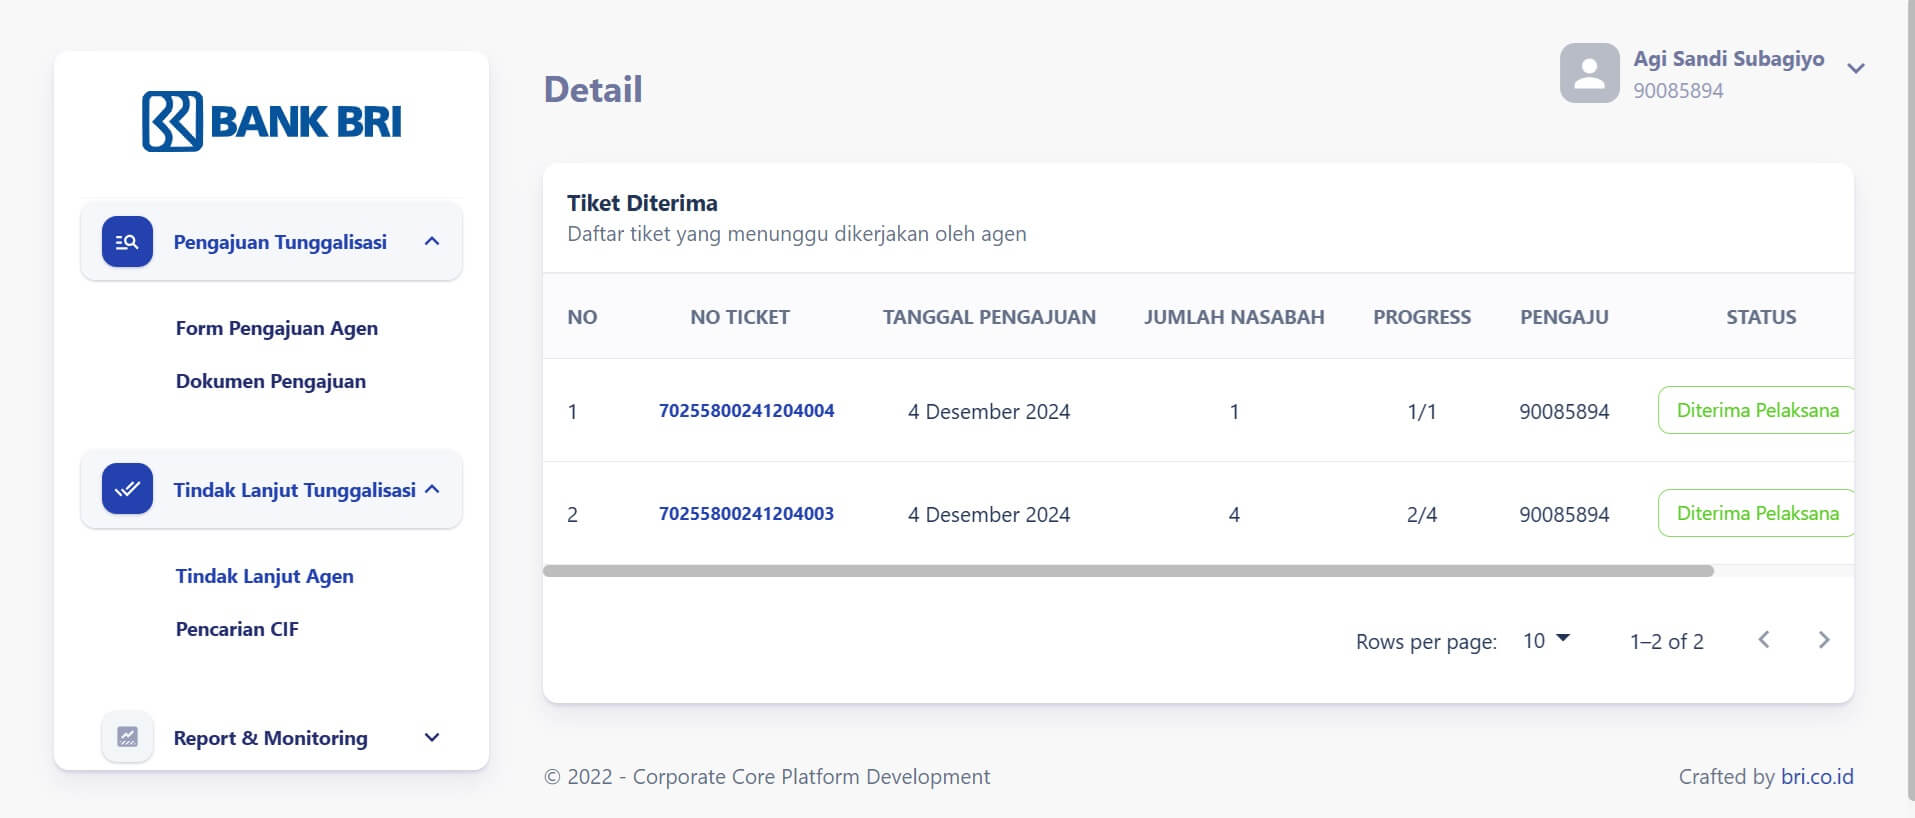 BANK BRI
Pengajuan Tunggalisasi
Form Pengajuan Agen
Dokumen Pengajuan
Tindak Lanjut Tunggalisasi
Tindak Lanjut Agen
Pencarian CIF
Report & Monitoring
Detail
Agi Sandi Subagiyo
90085894
Tiket Diterima
Daftar tiket yang menunggu dikerjakan oleh agen
NO NO TICKET TANGGAL PENGAJUAN JUMLAH NASABAH PROGRESS PENGAJU STATUS
1 70255800241204004 4 Desember 2024 1 1/1 90085894 Diterima Pelaksana
2 70255800241204003 4 Desember 2024 4 2/4 90085894 Diterima Pelaksana
Rows per page: 10 1–2 of 2
© 2022 - Corporate Core Platform Development Crafted by bri.co.id